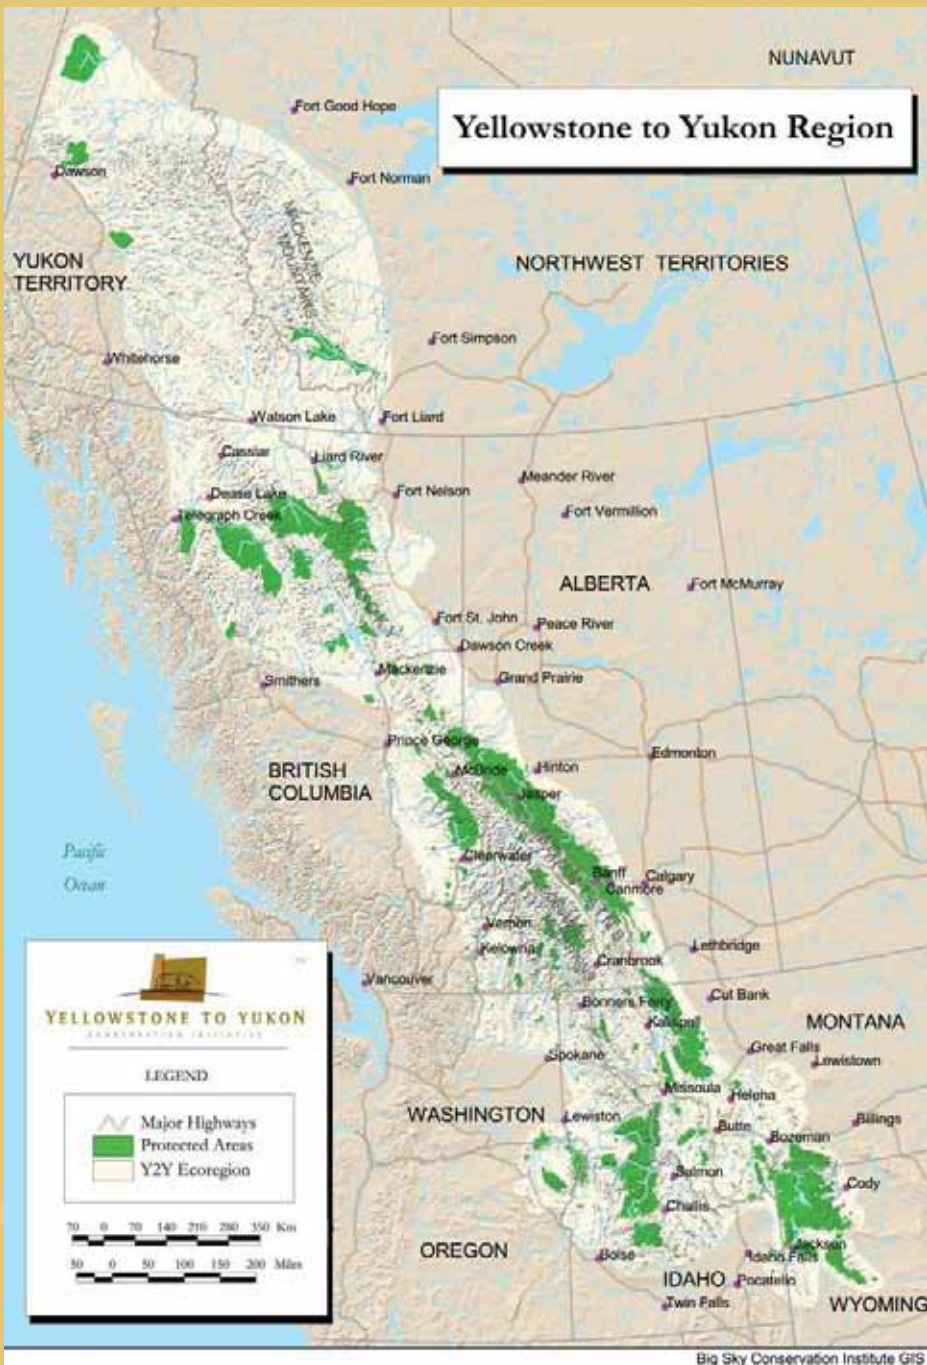 NUNAVUT
Yellowstone to Yukon Region
Fort Good Hope
Dawson
Fort Norman
MACKENZIE
MOUNTAINS
YUKON
TERRITORY
NORTHWEST TERRITORIES
Fort Simpson
Whitehorse
Watson Lake
Fort Liard
Cassiar
Liard River
Meander River
Dease Lake
Fort Nelson
Telegraph Creek
Fort Vermillion
ALBERTA
Fort McMurray
Fort St. John
Peace River
Dawson Creek
Mackenzie
Grand Prairie
Smithers
Prince George
Edmonton
BRITISH
COLUMBIA
McBride
Hinton
Jasper
Pacific
Ocean
Clearwater
Banff
Canmore
Calgary
Vernon
Kelowna
Lethbridge
Cranbrook
Vancouver
Bonners Ferry
Cut Bank
Kalispell
MONTANA
Great Falls
Lewistown
Spokane
Missoula
Helena
WASHINGTON
Lewiston
Butte
Billings
Bozeman
Salmon
Cody
Challis
OREGON
Boise
Jackson
Idaho Falls
IDAHO
Pocatello
Twin Falls
WYOMING
YELLOWSTONE TO YUKON
CONSERVATION INITIATIVE
LEGEND
Major Highways
Protected Areas
Y2Y Ecoregion
70 0 70 140 210 280 350 Km
50 0 50 100 150 200 Miles
Big Sky Conservation Institute GIS